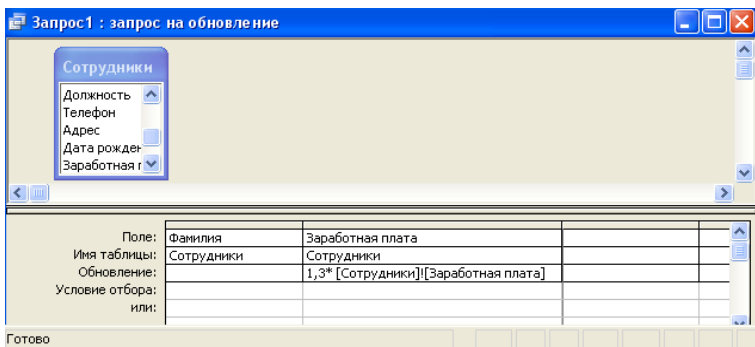 Запрос1 : запрос на обновление
Сотрудники
Должность
Телефон
Адрес
Дата рожден
Заработная п
Поле: Фамилия Заработная плата
Имя таблицы: Сотрудники Сотрудники
Обновление: 1,3* [Сотрудники]![Заработная плата]
Условие отбора:
или:
Готово